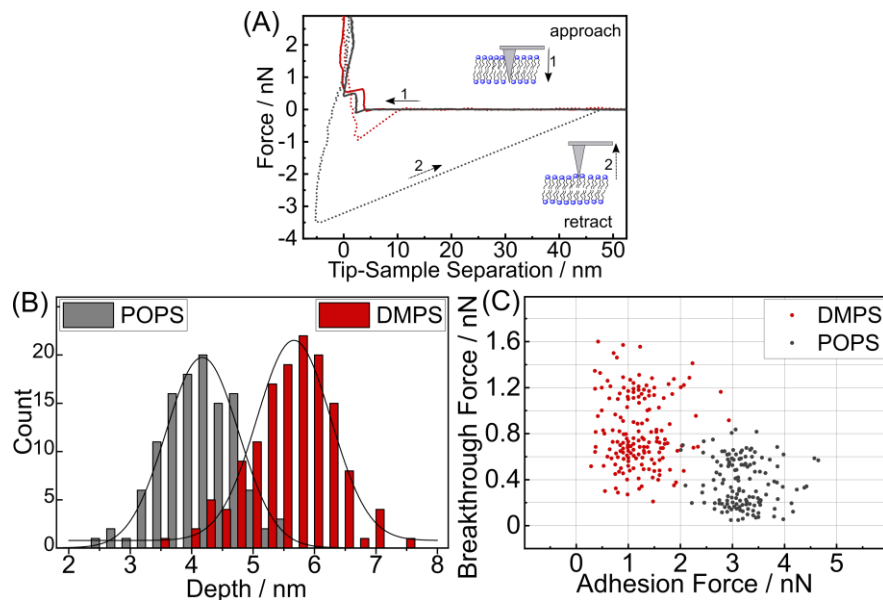 (A)
approach
1
1
2
2
retract
Force / nN
2
1
0
-1
-2
-3
-4
0 10 20 30 40 50
Tip-Sample Separation / nm
(B)
POPS
DMPS
Count
20
15
10
5
0
2 3 4 5 6 7 8
Depth / nm
(C)
DMPS
POPS
Breakthrough Force / nN
1.6
1.2
0.8
0.4
0
0 1 2 3 4 5
Adhesion Force / nN